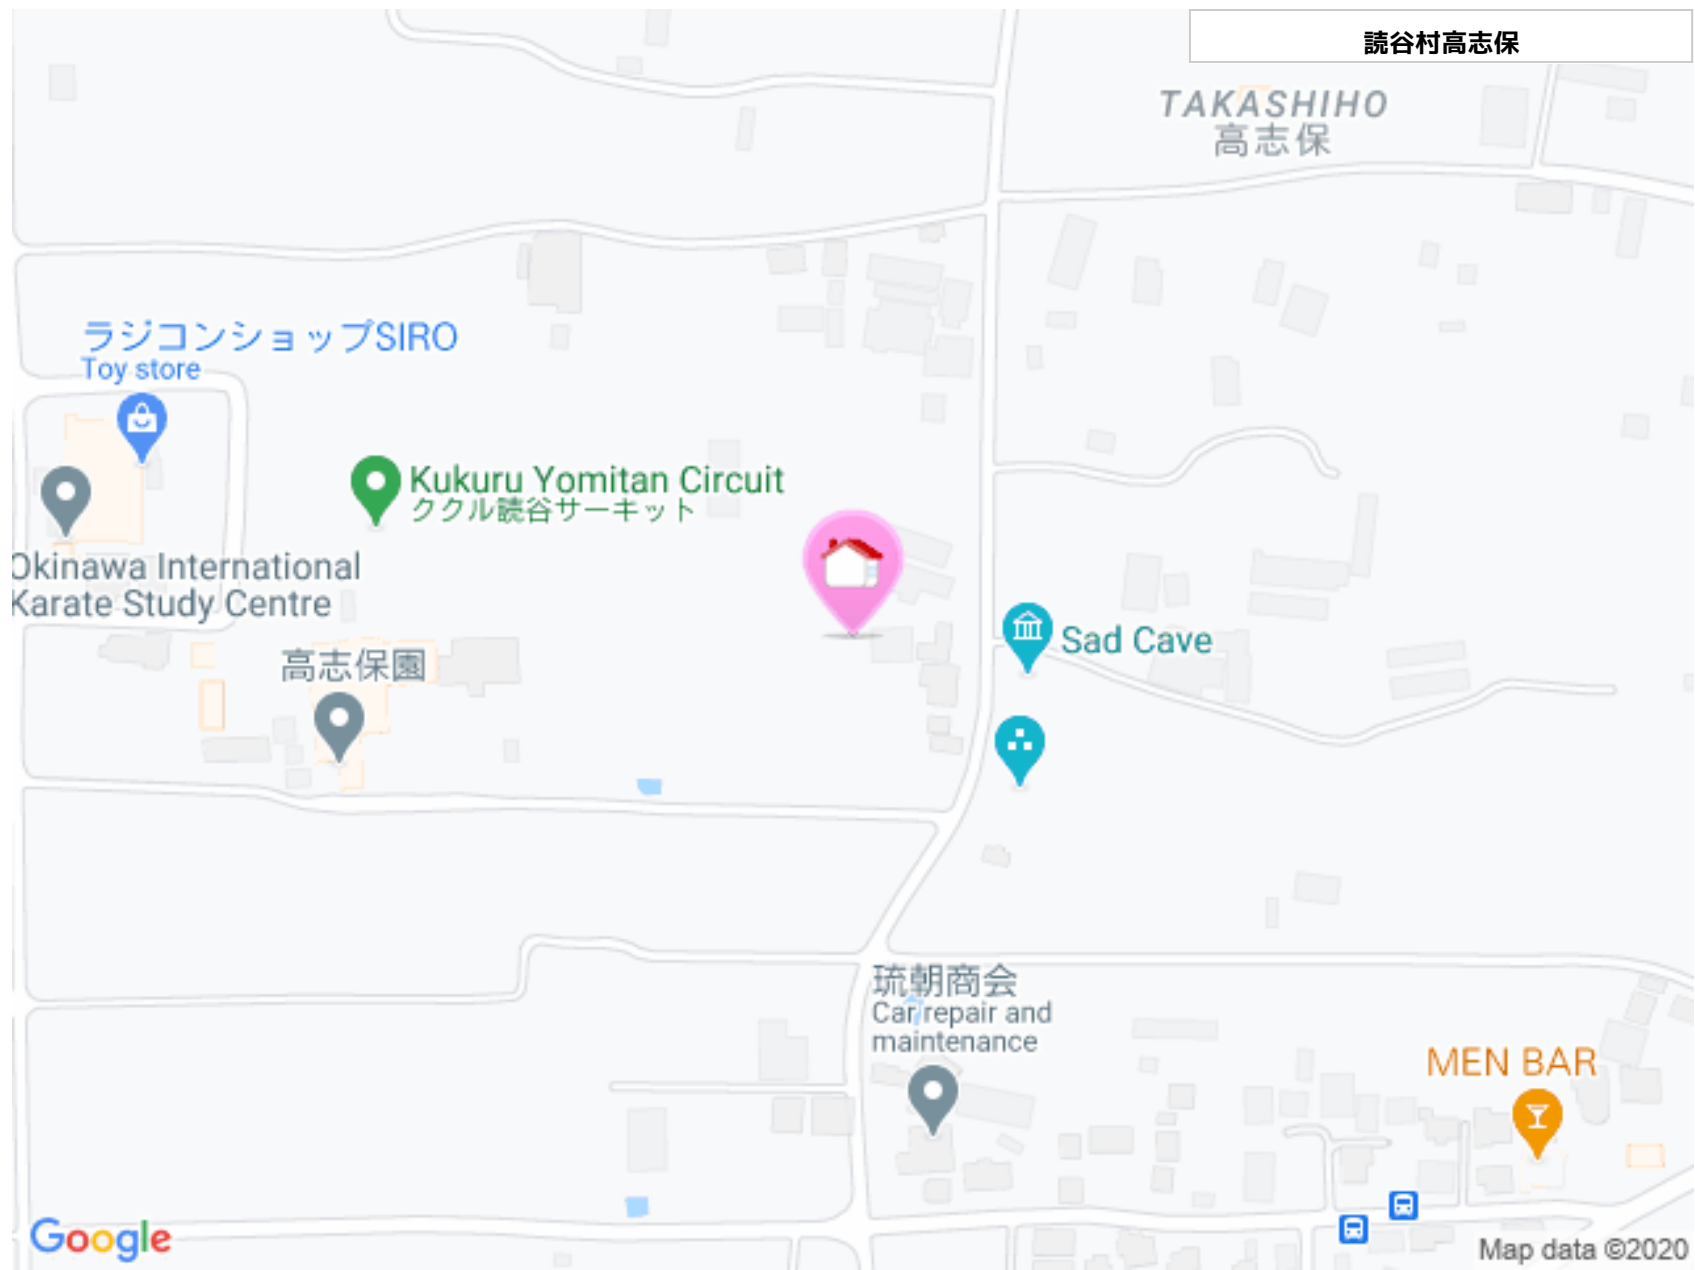 読谷村高志保
TAKASHIHO
高志保
ラジコンショップSIRO
Toy store
Kukuru Yomitan Circuit
ククル読谷サーキット
Okinawa International
Karate Study Centre
Sad Cave
高志保園
琉朝商会
Car repair and
maintenance
MEN BAR
Google
Map data ©2020